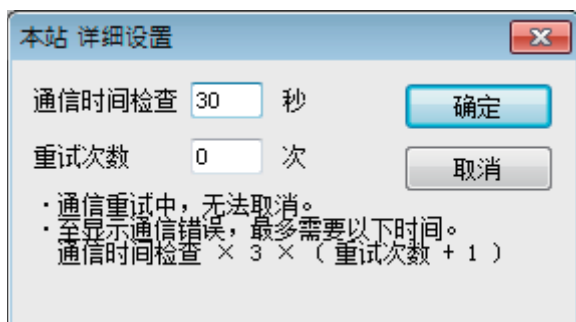 本站 详细设置
通信时间检查 30 秒
确定
重试次数 0 次
取消
・通信重试中，无法取消。
・至显示通信错误，最多需要以下时间。
通信时间检查 × 3 ×（ 重试次数 + 1 ）